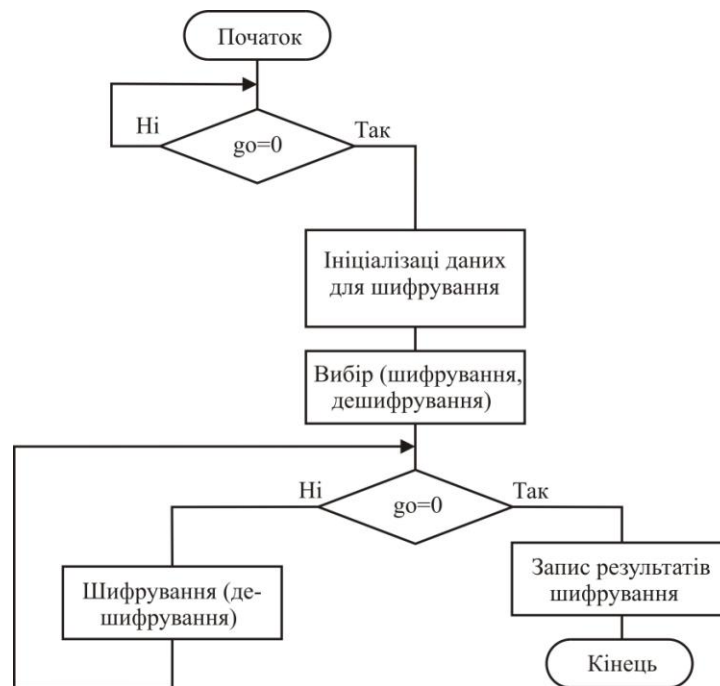 Початок
Ні
Так
go=0
Ініціалізаці даних
для шифрування
Вибір (шифрування,
дешифрування)
Ні
Так
go=0
Шифрування (де-
шифрування)
Запис результатів
шифрування
Кінець